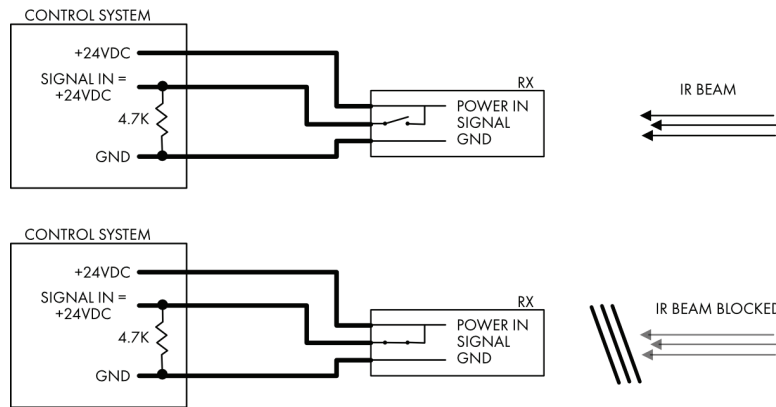 CONTROL SYSTEM
+24VDC
SIGNAL IN =
+24VDC
4.7K
GND
RX
POWER IN
SIGNAL
GND
IR BEAM
CONTROL SYSTEM
+24VDC
SIGNAL IN =
+24VDC
4.7K
GND
RX
POWER IN
SIGNAL
GND
IR BEAM BLOCKED